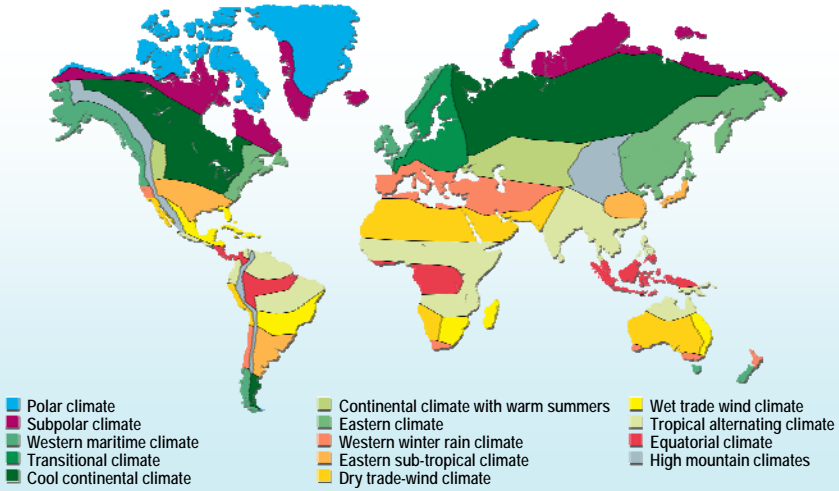 Polar climate
Subpolar climate
Western maritime climate
Transitional climate
Cool continental climate
Continental climate with warm summers
Eastern climate
Western winter rain climate
Eastern sub-tropical climate
Dry trade-wind climate
Wet trade wind climate
Tropical alternating climate
Equatorial climate
High mountain climates